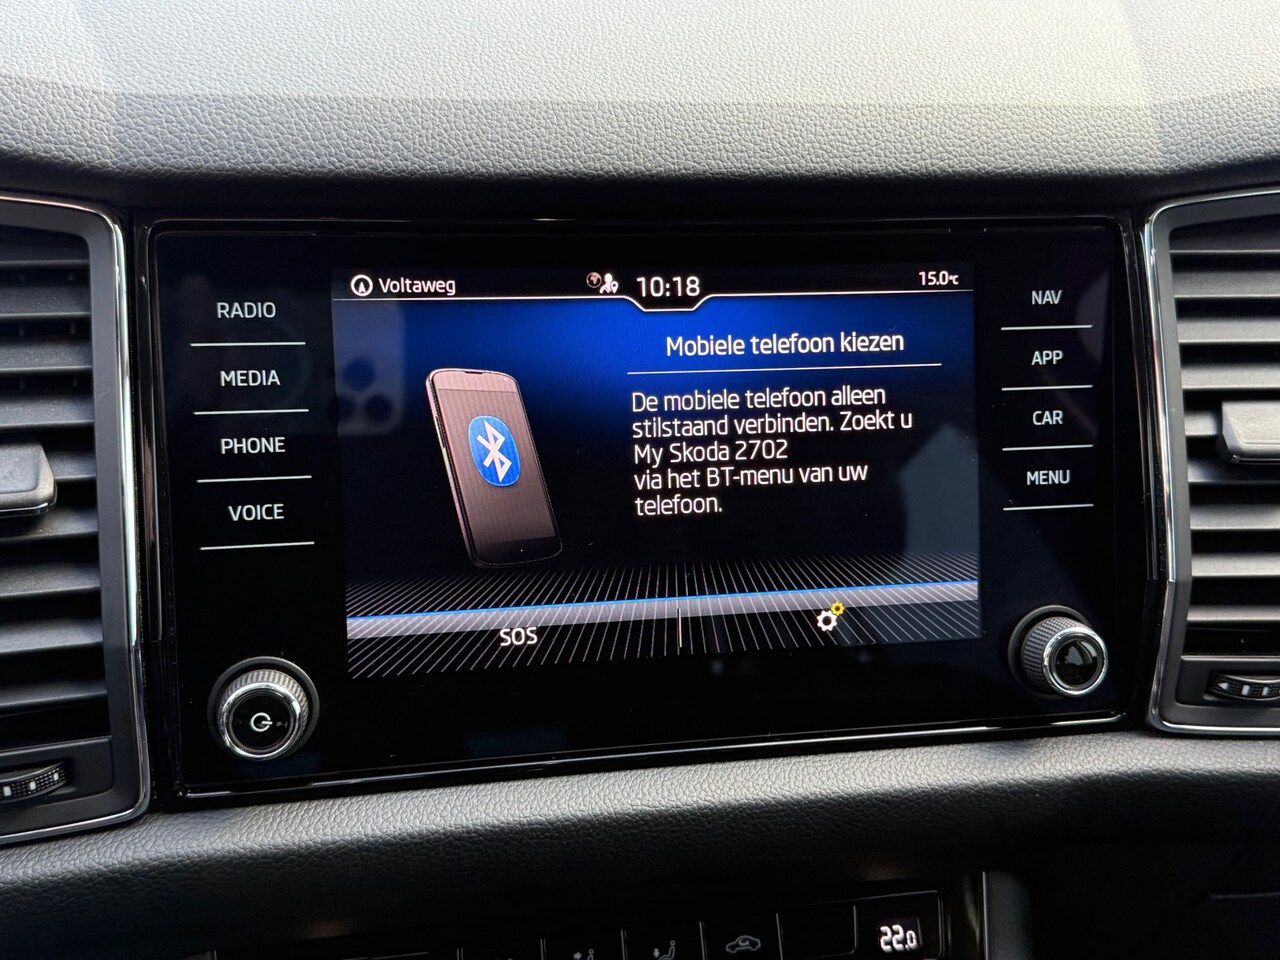 Voltaweg
10:18
15.0°C
RADIO
MEDIA
PHONE
VOICE
Mobiele telefoon kiezen
De mobiele telefoon alleen
stilstaand verbinden. Zoekt u
My Skoda 2702
via het BT-menu van uw
telefoon.
SOS
NAV
APP
CAR
MENU
22.0